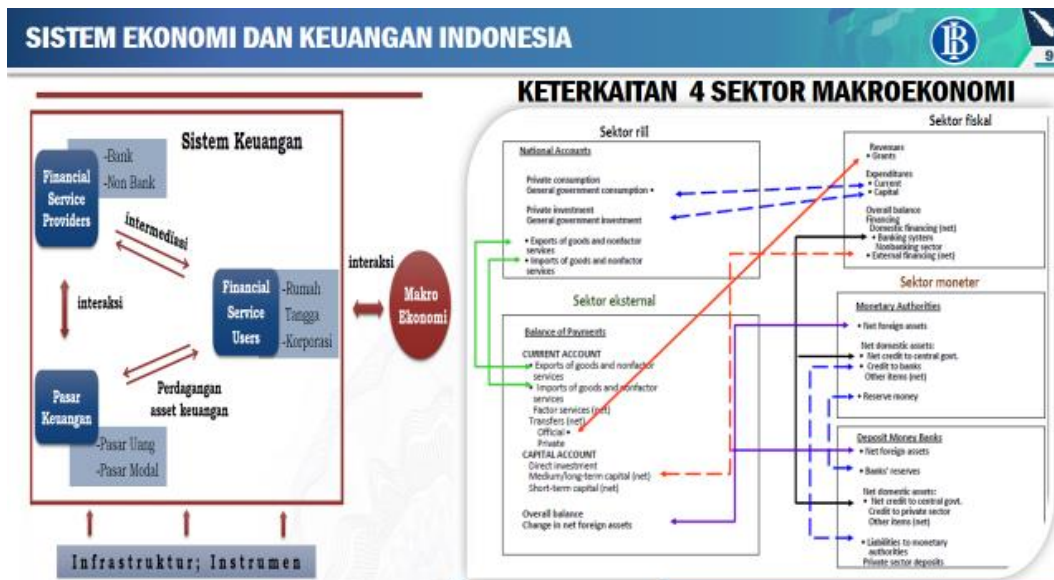 SISTEM EKONOMI DAN KEUANGAN INDONESIA
9
Sistem Keuangan
Financial
Service
Providers
-Bank
-Non Bank
intermediasi
interaksi
Financial
Service
Users
-Rumah
Tangga
-Korporasi
interaksi
Makro
Ekonomi
Perdagangan
asset keuangan
Pasar
Keuangan
-Pasar Uang
-Pasar Modal
Infrastruktur; Instrumen
KETERKAITAN 4 SEKTOR MAKROEKONOMI
Sektor riil
National Accounts
Private consumption
General government consumption •
Private investment
General government investment
• Exports of goods and nonfactor
services
• Imports of goods and nonfactor
services
Sektor eksternal
Balance of Payments
CURRENT ACCOUNT
• Exports of goods and nonfactor
services
• Imports of goods and nonfactor
services
Factor services (net)
Transfers (net)
Official •
Private
CAPITAL ACCOUNT
Direct investment
Medium/long-term capital (net)
Short-term capital (net)
Overall balance
Change in net foreign assets
Sektor fiskal
Revenues
• Grants
Expenditures
• Current
• Capital
Overall balance
Financing
Domestic financing (net)
• Banking system
Nonbanking sector
• External financing (net)
Sektor moneter
Monetary Authorities
• Net foreign assets
Net domestic assets:
• Net credit to central govt.
• Credit to banks
Other items (net)
• Reserve money
Deposit Money Banks
• Net foreign assets
• Banks' reserves
Net domestic assets:
• Net credit to central govt.
Credit to private sector
Other items (net)
• Liabilities to monetary
authorities
Private sector deposits